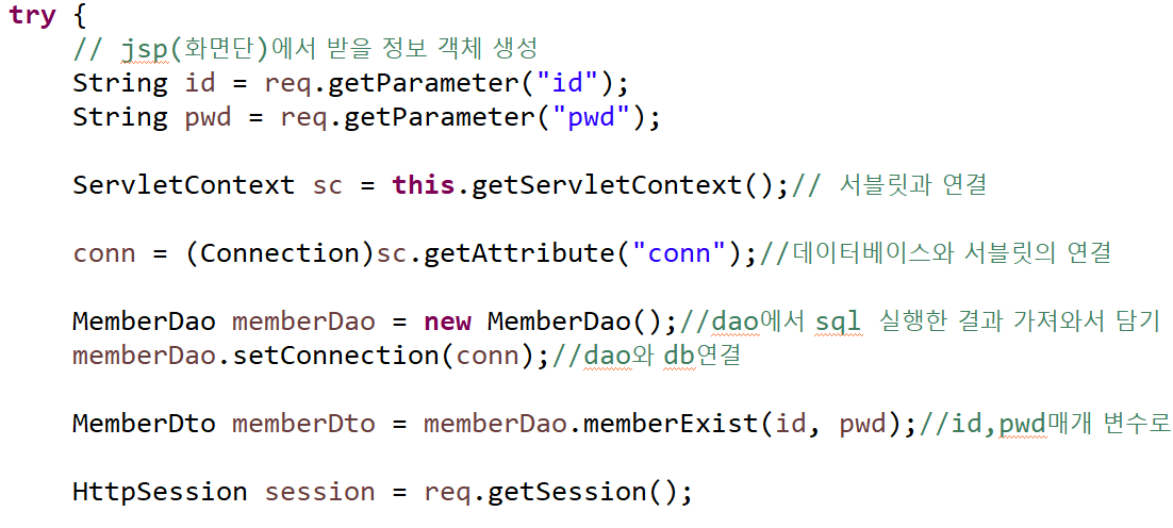 try {
// jsp(화면단)에서 받을 정보 객체 생성
String id = req.getParameter("id");
String pwd = req.getParameter("pwd");
ServletContext sc = this.getServletContext();// 서블릿과 연결
conn = (Connection)sc.getAttribute("conn");//데이터베이스와 서블릿의 연결
MemberDao memberDao = new MemberDao();//dao에서 sql 실행한 결과 가져와서 담기
memberDao.setConnection(conn);//dao와 db연결
MemberDto memberDto = memberDao.memberExist(id, pwd);//id,pwd매개 변수로
HttpSession session = req.getSession();